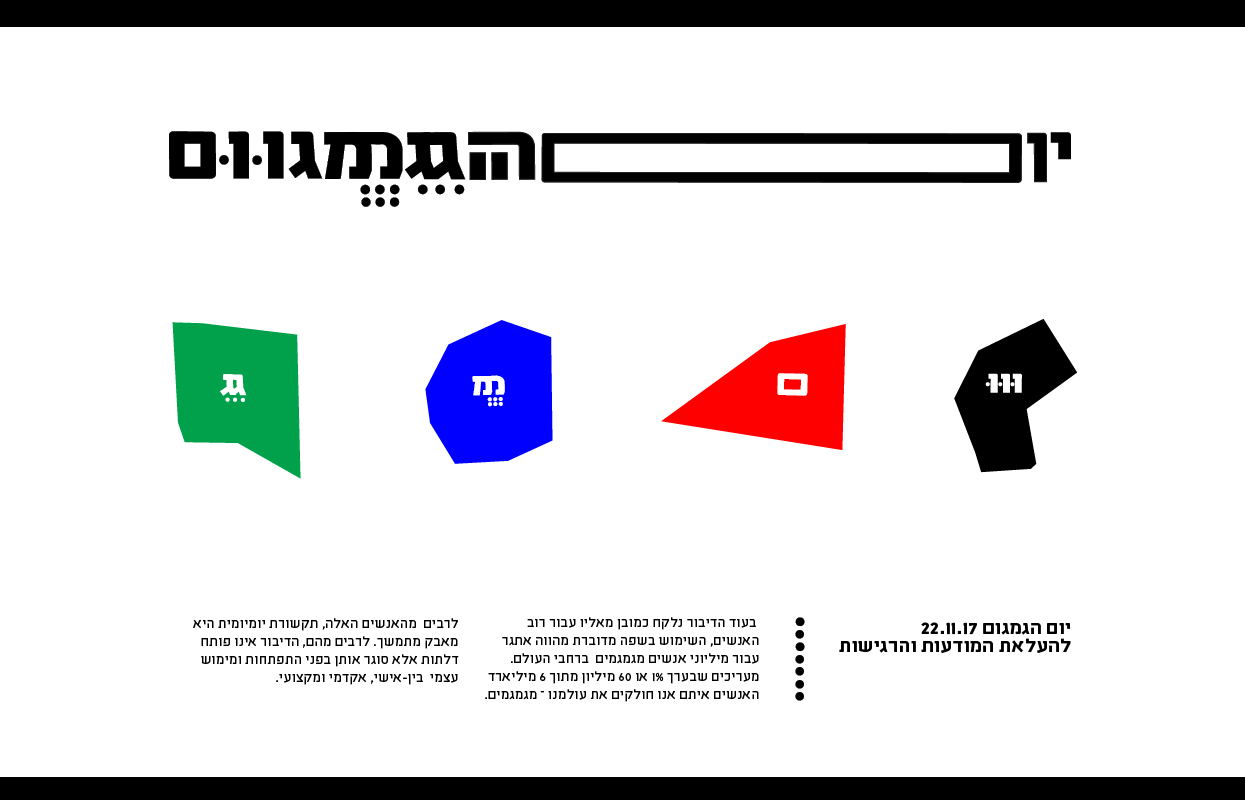 יום הגמגום
גֶ
מֶ
ם
וּוּ
יום הגמגום 22.11.17
להעלאת המודעות והרגישות
בעוד הדיבור נלקח כמובן מאליו עבור רוב
האנשים, השימוש בשפה מדוברת מהווה אתגר
עבור מיליוני אנשים מגמגמים ברחבי העולם.
מעריכים שבערך 1% או 60 מיליון מתוך 6 מיליארד
האנשים איתם אנו חולקים את עולמנו - מגמגמים.
לרבים מהאנשים האלה, תקשורת יומיומית היא
מאבק מתמשך. לרבים מהם, הדיבור אינו פותח
דלתות אלא סוגר אותן בפני התפתחות ומימוש
עצמי בין-אישי, אקדמי ומקצועי.